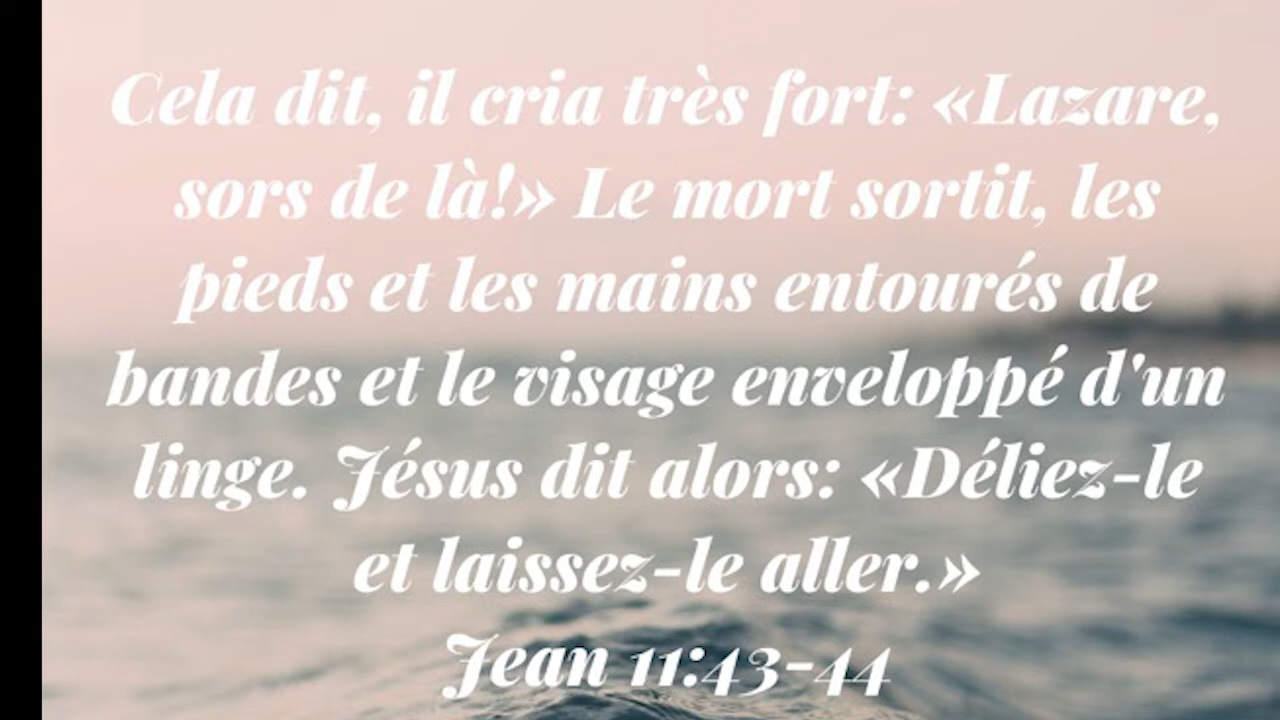 Cela dit, il cria très fort: «Lazare,
sors de là!» Le mort sortit, les
pieds et les mains entourés de
bandes et le visage enveloppé d'un
linge. Jésus dit alors: «Déliez-le
et laissez-le aller.»
Jean 11:43-44